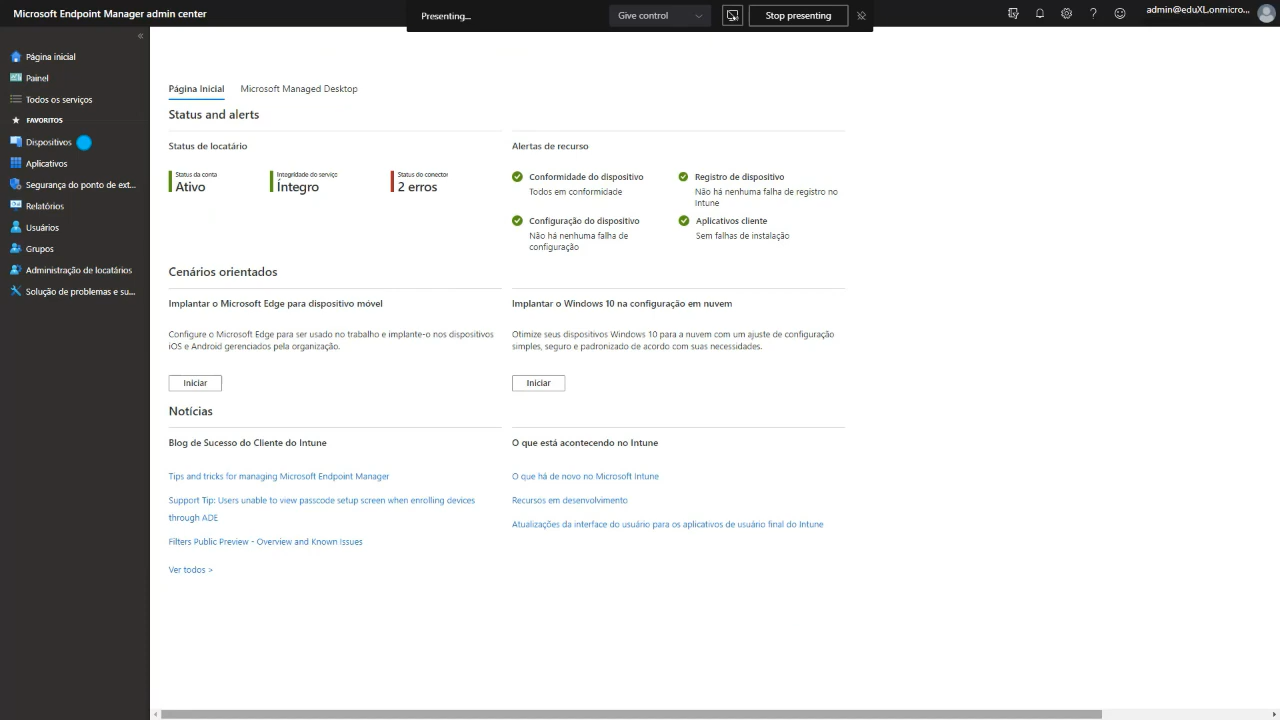 Microsoft Endpoint Manager admin center
Presenting...
Give control
Stop presenting
admin@eduXLonmicro...
Página inicial
Painel
Todos os serviços
FAVORITOS
Dispositivos
Aplicativos
Segurança do ponto de ext...
Relatórios
Usuários
Grupos
Administração de locatários
Solução de problemas e su...
Página Inicial
Microsoft Managed Desktop
Status and alerts
Status de locatário
Status da conta
Ativo
Integridade do serviço
Íntegro
Status do conector
2 erros
Alertas de recurso
Conformidade do dispositivo
Todos em conformidade
Registro de dispositivo
Não há nenhuma falha de registro no
Intune
Configuração do dispositivo
Não há nenhuma falha de
configuração
Aplicativos cliente
Sem falhas de instalação
Cenários orientados
Implantar o Microsoft Edge para dispositivo móvel
Configure o Microsoft Edge para ser usado no trabalho e implante-o nos dispositivos
iOS e Android gerenciados pela organização.
Iniciar
Implantar o Windows 10 na configuração em nuvem
Otimize seus dispositivos Windows 10 para a nuvem com um ajuste de configuração
simples, seguro e padronizado de acordo com suas necessidades.
Iniciar
Notícias
Blog de Sucesso do Cliente do Intune
Tips and tricks for managing Microsoft Endpoint Manager
Support Tip: Users unable to view passcode setup screen when enrolling devices
through ADE
Filters Public Preview - Overview and Known Issues
Ver todos >
O que está acontecendo no Intune
O que há de novo no Microsoft Intune
Recursos em desenvolvimento
Atualizações da interface do usuário para os aplicativos de usuário final do Intune